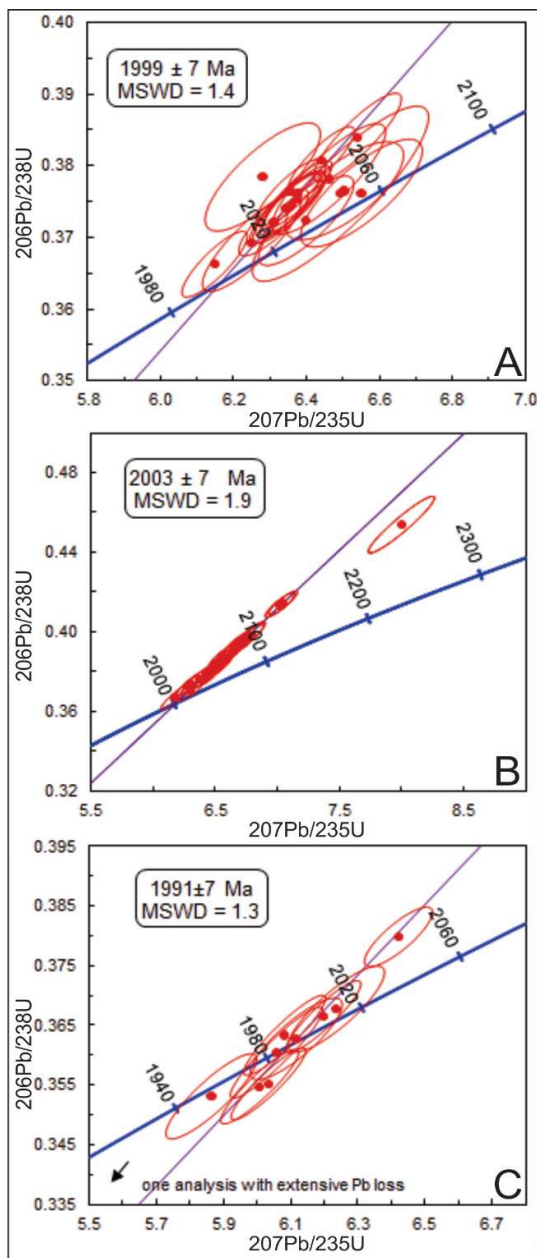 0.40
0.39
0.38
0.37
0.36
0.35
206Pb/238U
1999 ± 7 Ma
MSWD = 1.4
1980
2020
2060
2100
A
5.8 6.0 6.2 6.4 6.6 6.8 7.0
207Pb/235U
0.48
0.44
0.40
0.36
0.32
206Pb/238U
2003 ± 7 Ma
MSWD = 1.9
2000
2100
2200
2300
B
5.5 6.5 7.5 8.5
207Pb/235U
0.395
0.385
0.375
0.365
0.355
0.345
0.335
206Pb/238U
1991±7 Ma
MSWD = 1.3
1940
1980
2020
2060
one analysis with extensive Pb loss
C
5.5 5.7 5.9 6.1 6.3 6.5 6.7
207Pb/235U